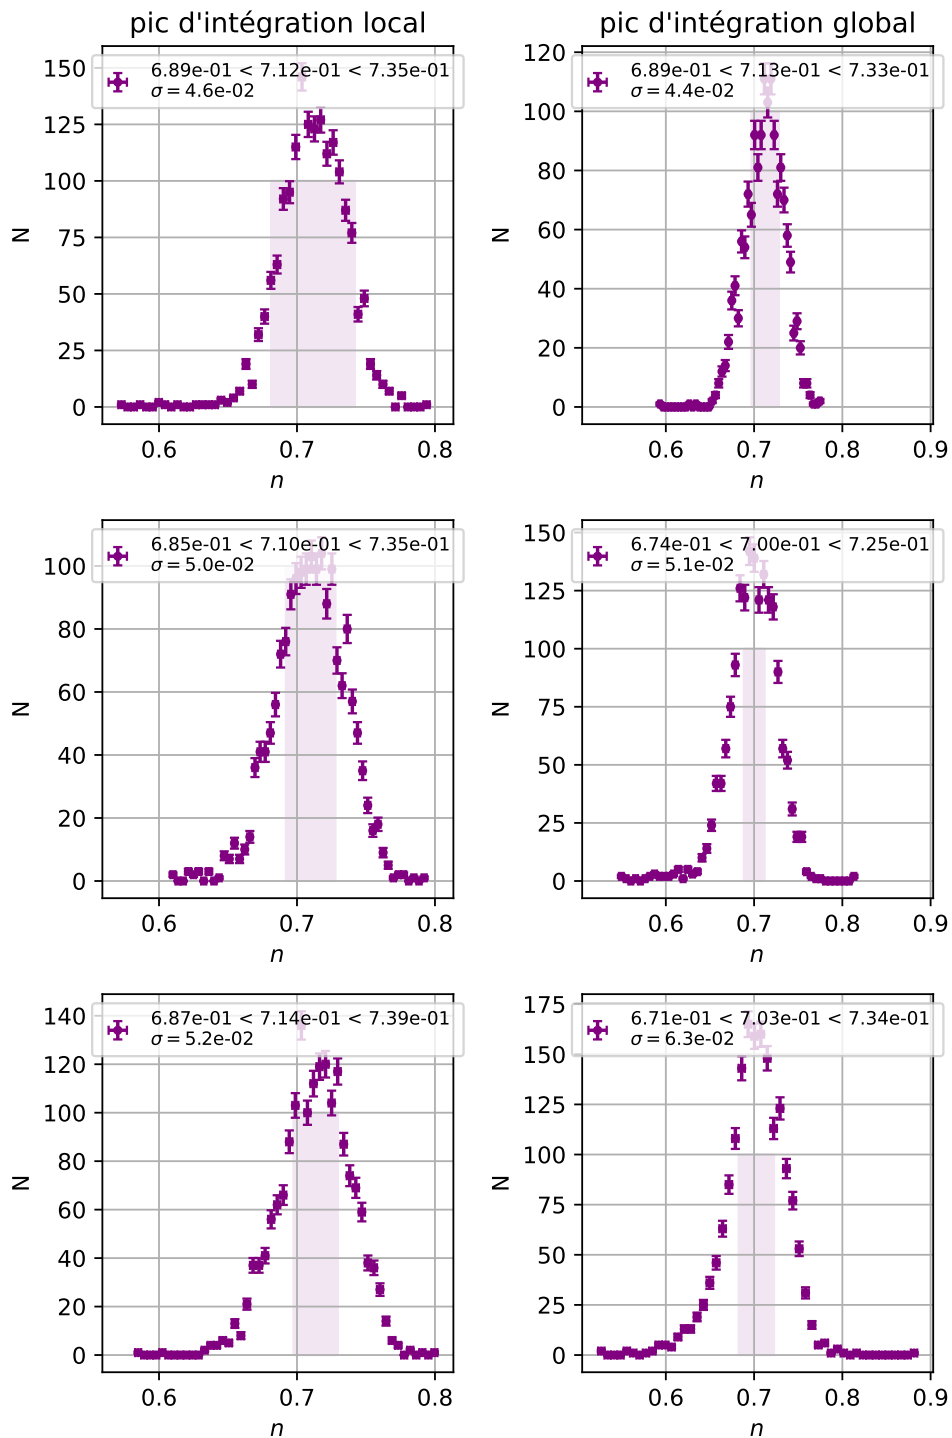 pic d'intégration local
pic d'intégration global
6.89e-01 < 7.12e-01 < 7.35e-01
σ = 4.6e-02
150
125
100
75
50
25
0
N
0.6 0.7 0.8
n
6.89e-01 < 7.13e-01 < 7.33e-01
σ = 4.4e-02
120
100
80
60
40
20
0
N
0.6 0.7 0.8 0.9
n
6.85e-01 < 7.10e-01 < 7.35e-01
σ = 5.0e-02
100
80
60
40
20
0
N
0.6 0.7 0.8
n
6.74e-01 < 7.00e-01 < 7.25e-01
σ = 5.1e-02
150
125
100
75
50
25
0
N
0.6 0.7 0.8 0.9
n
6.87e-01 < 7.14e-01 < 7.39e-01
σ = 5.2e-02
140
120
100
80
60
40
20
0
N
0.6 0.7 0.8
n
6.71e-01 < 7.03e-01 < 7.34e-01
σ = 6.3e-02
175
150
125
100
75
50
25
0
N
0.6 0.7 0.8 0.9
n